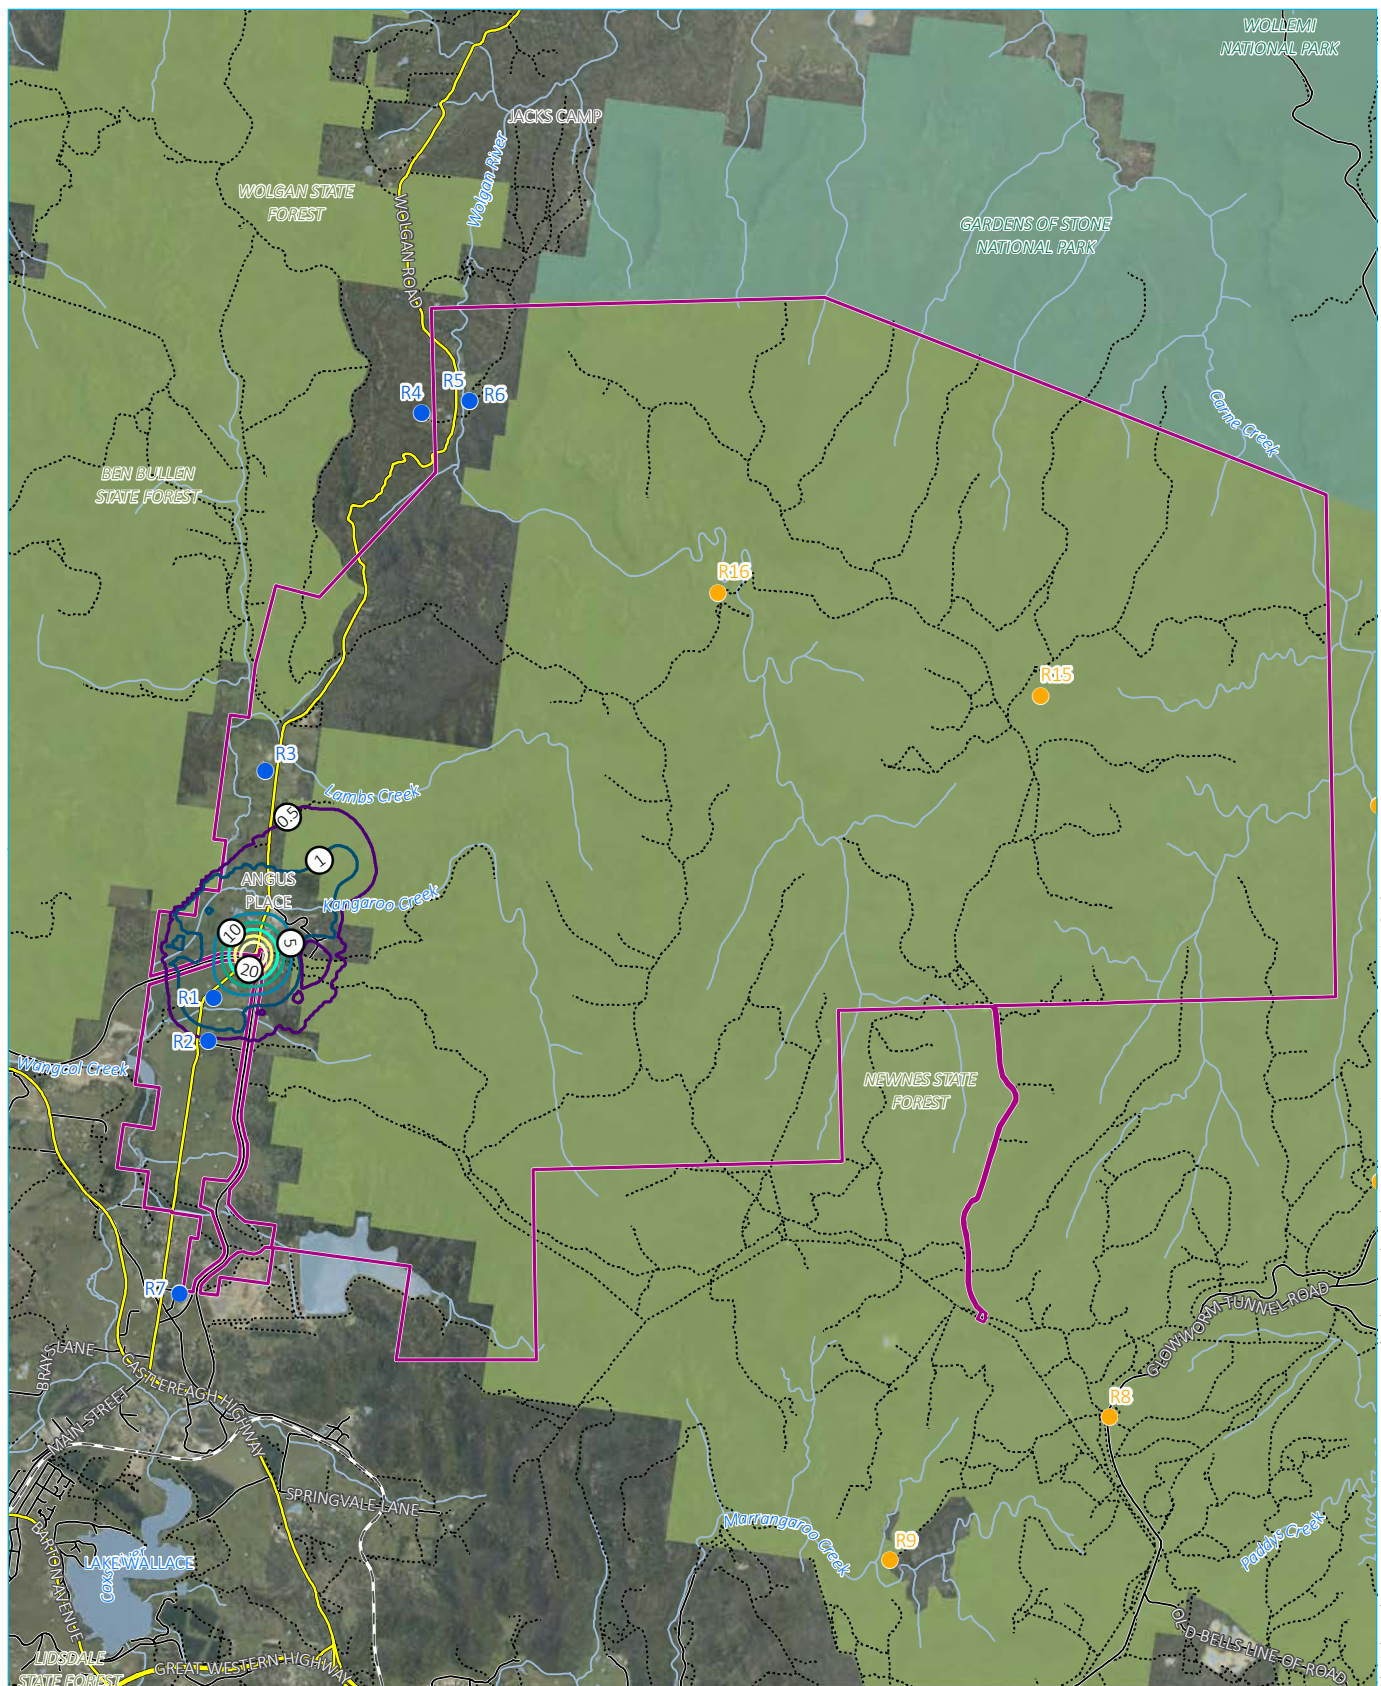 WOLLEMI
NATIONAL PARK
JACKS CAMP
Wolgan River
WOLGAN STATE
FOREST
WOLGAN ROAD
GARDENS OF STONE
NATIONAL PARK
R4
R5
R6
Carne Creek
BEN BULLEN
STATE FOREST
R16
R15
R3
Lambs Creek
0.5
1
ANGUS
PLACE
Kangaroo Creek
10
5
20
R1
R2
Wangcol Creek
NEWNES STATE
FOREST
R7
GLOWWORM TUNNEL ROAD
BRAYS LANE
CASTLEREAGH HIGHWAY
MAIN STREET
R8
SPRINGVALE LANE
Marrangaroo Creek
R9
Paddys Creek
BARTON AVENUE
LAKE WALLACE
Coxs River
OLD BELLS LINE OF ROAD
LIDSDALE
STATE FOREST
GREAT WESTERN HIGHWAY